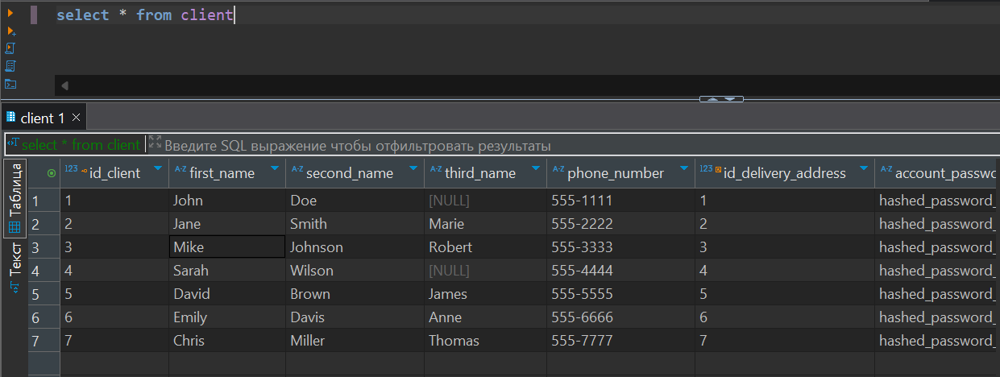 select * from client
client 1
select * from client Введите SQL выражение чтобы отфильтровать результаты
Таблица
Текст
123 id_client A-Z first_name A-Z second_name A-Z third_name A-Z phone_number 123 id_delivery_address A-Z account_passwo
1 1 John Doe [NULL] 555-1111 1 hashed_password_
2 2 Jane Smith Marie 555-2222 2 hashed_password_
3 3 Mike Johnson Robert 555-3333 3 hashed_password_
4 4 Sarah Wilson [NULL] 555-4444 4 hashed_password_
5 5 David Brown James 555-5555 5 hashed_password_
6 6 Emily Davis Anne 555-6666 6 hashed_password_
7 7 Chris Miller Thomas 555-7777 7 hashed_password_